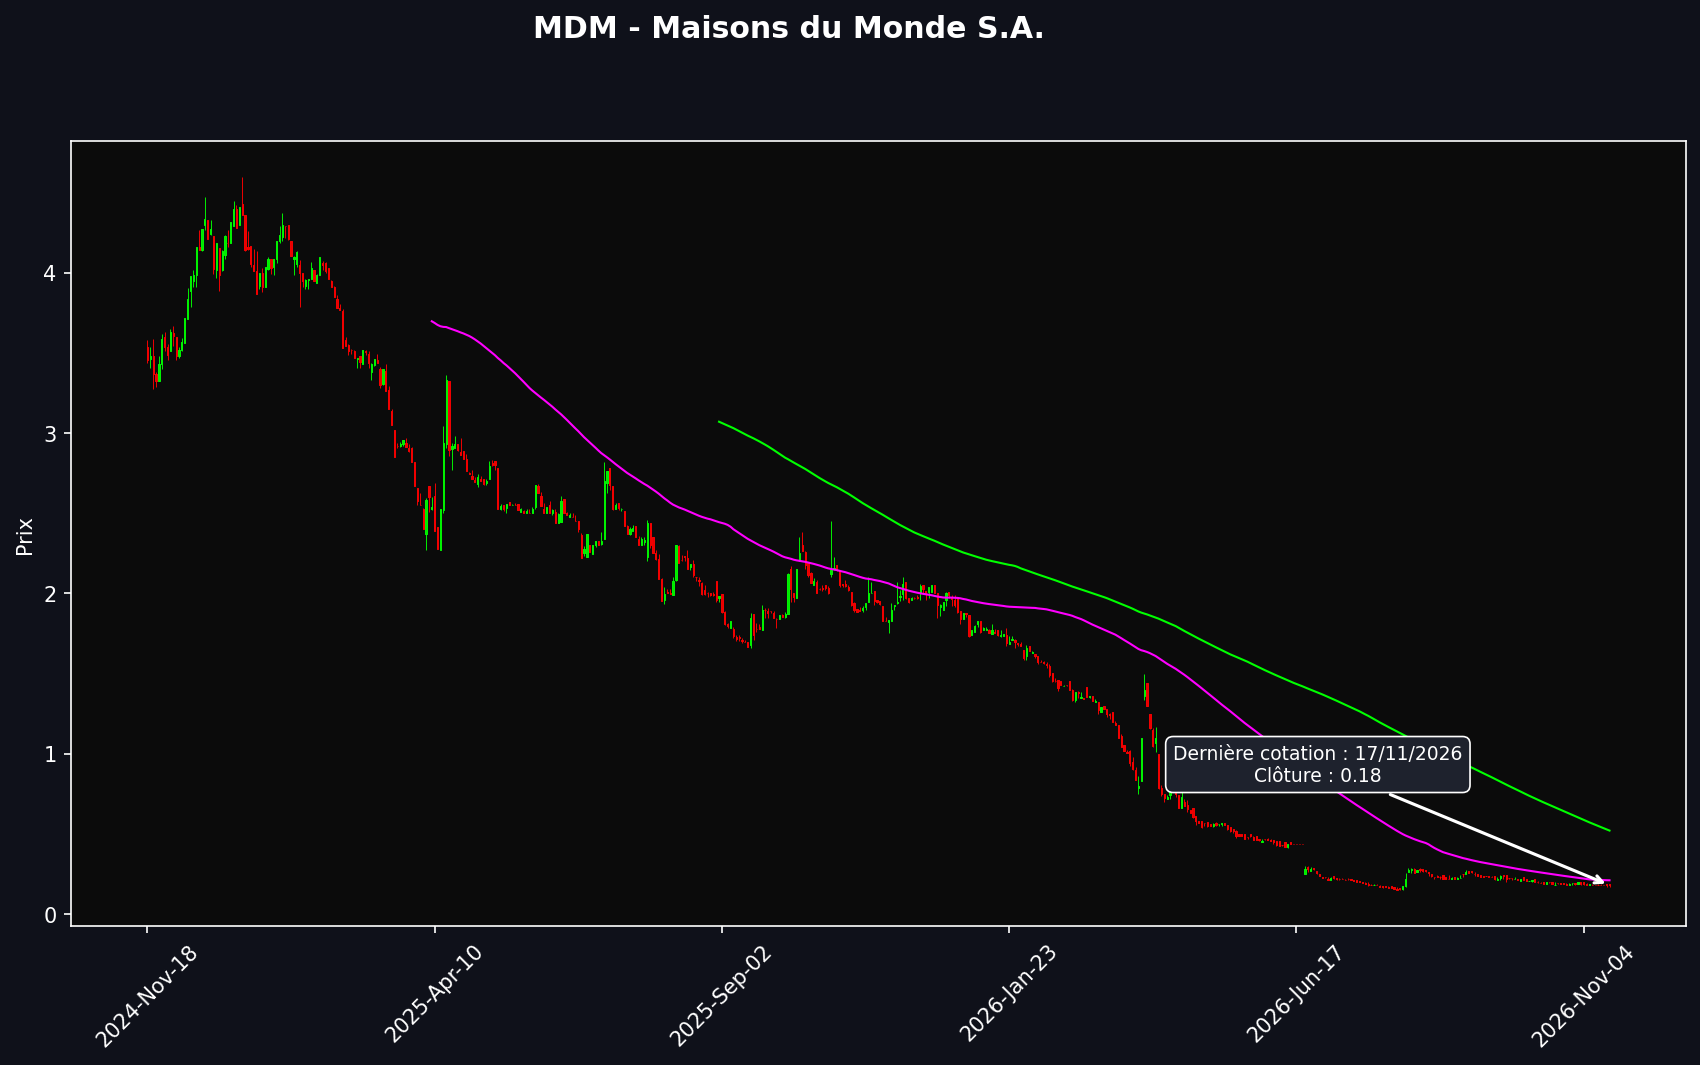 MDM - Maisons du Monde S.A.
Prix
4
3
2
1
0
Dernière cotation : 17/11/2026
Clôture : 0.18
2024-Nov-18
2025-Apr-10
2025-Sep-02
2026-Jan-23
2026-Jun-17
2026-Nov-04